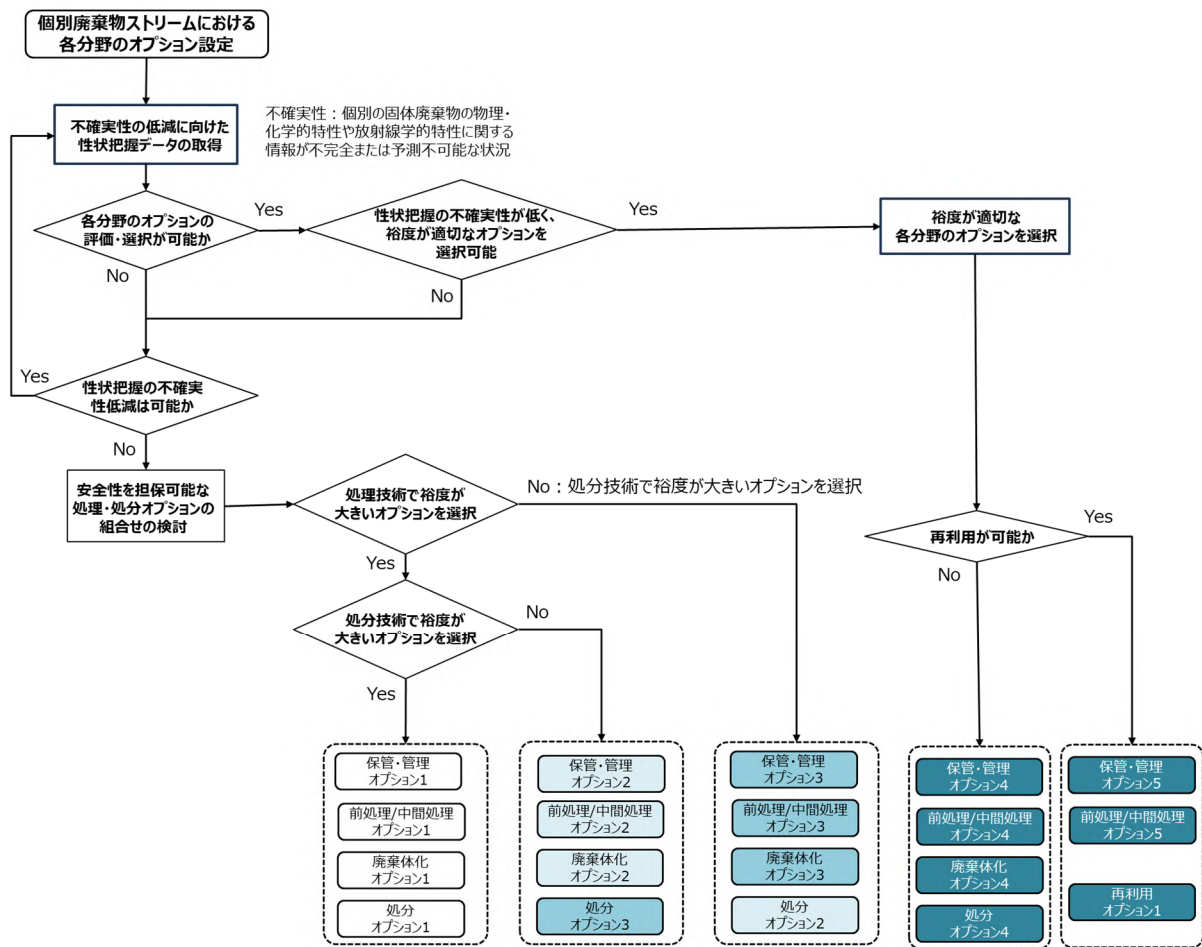 個別廃棄物ストリームにおける
各分野のオプション設定
不確実性の低減に向けた
性状把握データの取得
不確実性：個別の固体廃棄物の物理・
化学的特性や放射線学的特性に関する
情報が不完全または予測不可能な状況
各分野のオプションの
評価・選択が可能か
Yes
No
性状把握の不確実性が低く、
裕度が適切なオプションを
選択可能
Yes
No
裕度が適切な
各分野のオプションを選択
性状把握の不確実
性低減は可能か
Yes
No
安全性を担保可能な
処理・処分オプションの
組合せの検討
処理技術で裕度が
大きいオプションを選択
No：処分技術で裕度が大きいオプションを選択
Yes
処分技術で裕度が
大きいオプションを選択
No
Yes
再利用が可能か
Yes
No
保管・管理
オプション1
前処理/中間処理
オプション1
廃棄体化
オプション1
処分
オプション1
保管・管理
オプション2
前処理/中間処理
オプション2
廃棄体化
オプション2
処分
オプション3
保管・管理
オプション3
前処理/中間処理
オプション3
廃棄体化
オプション3
処分
オプション2
保管・管理
オプション4
前処理/中間処理
オプション4
廃棄体化
オプション4
処分
オプション4
保管・管理
オプション5
前処理/中間処理
オプション5
再利用
オプション1